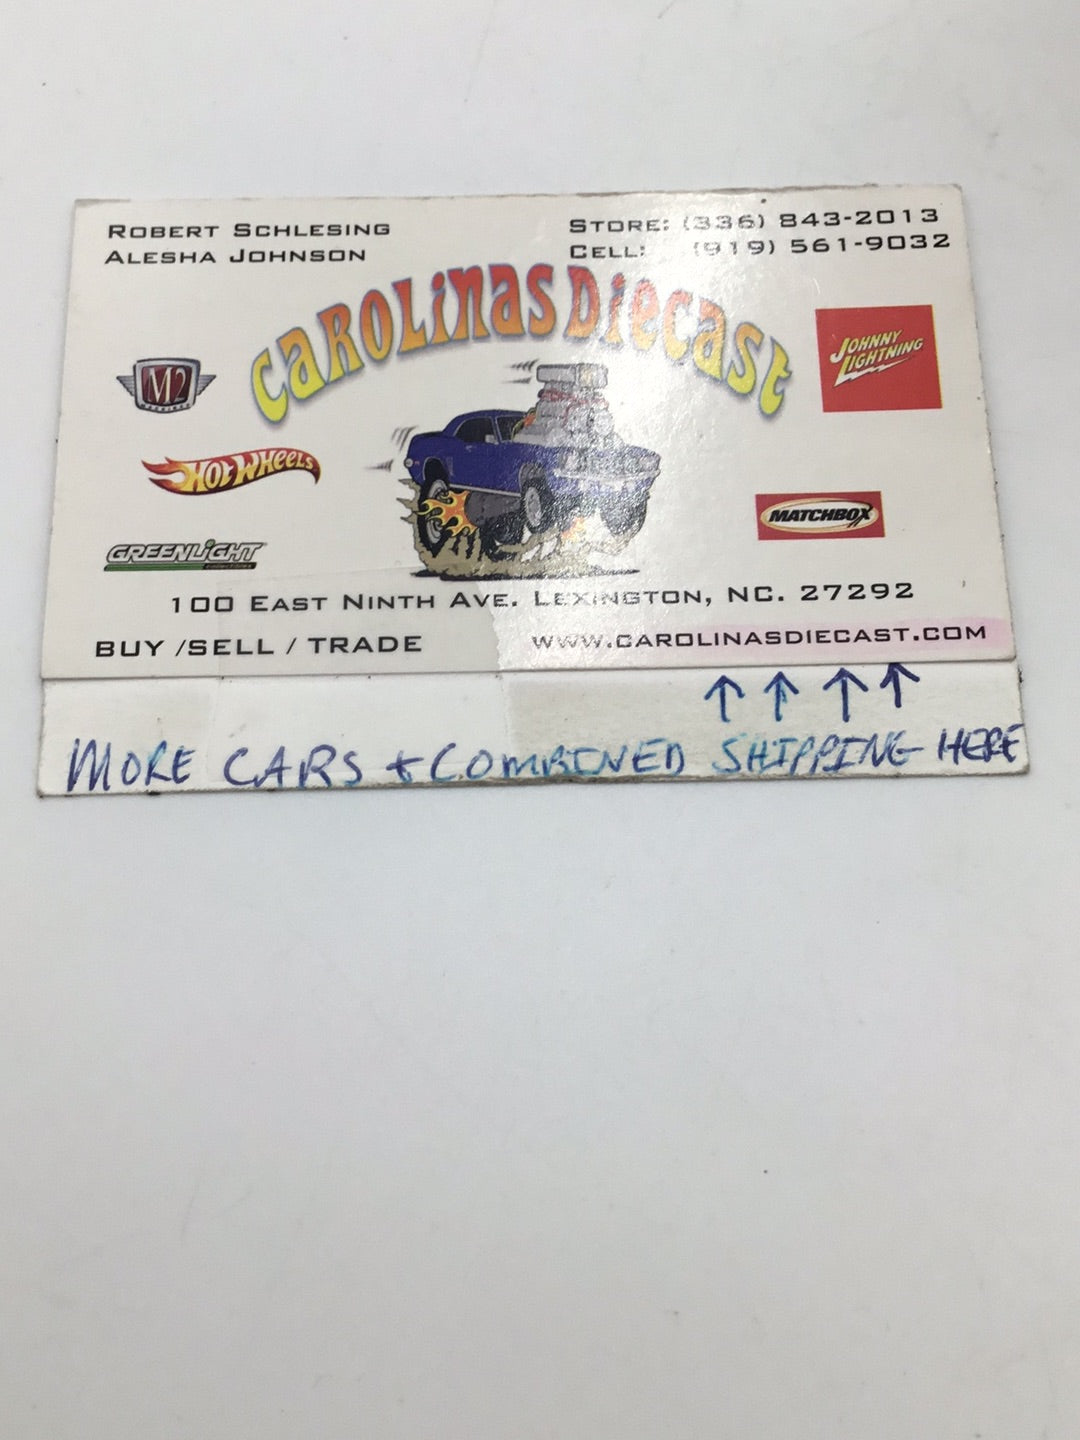 ROBERT SCHLESING
ALESHA JOHNSON
STORE: (336) 843-2013
CELL: (919) 561-9032
CAROLINAS DIECAST
M2
MACHINES
JOHNNY
LIGHTNING
HOT WHEELS
MATCHBOX
GREENLIGHT
100 EAST NINTH AVE. LEXINGTON, NC. 27292
BUY /SELL / TRADE
WWW.CAROLINASDIECAST.COM
MORE CARS + COMBINED SHIPPING HERE